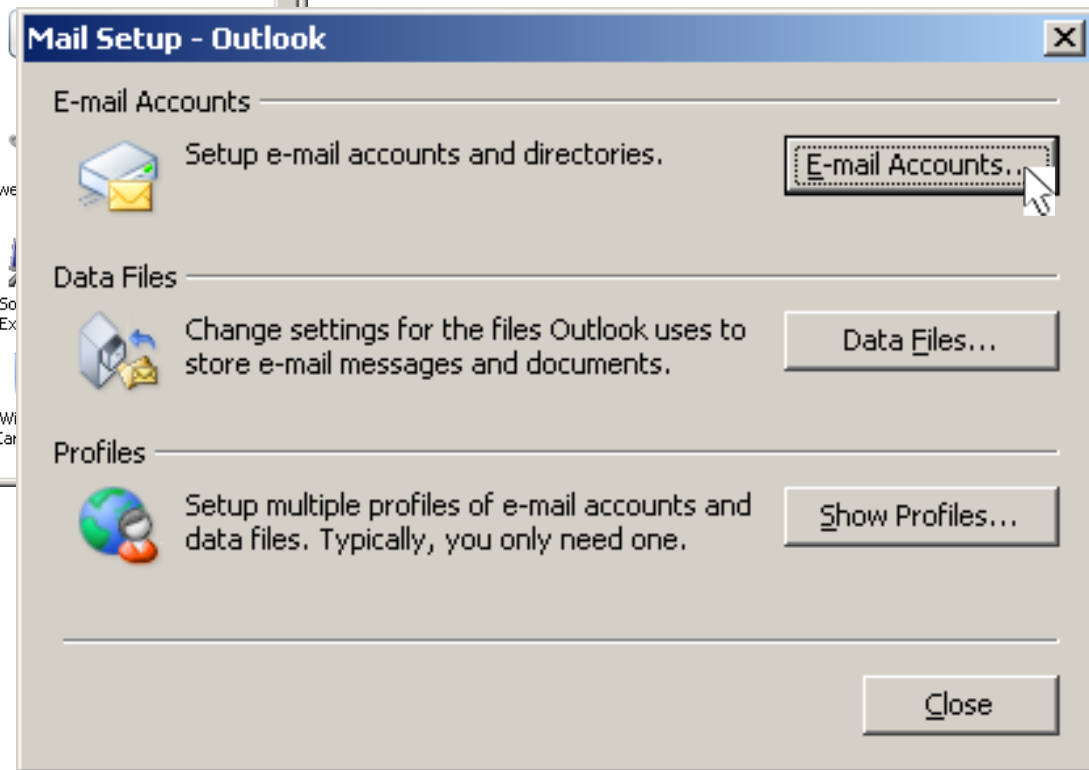 Mail Setup - Outlook
E-mail Accounts
Setup e-mail accounts and directories.
E-mail Accounts...
Data Files
Change settings for the files Outlook uses to
store e-mail messages and documents.
Data Files...
Profiles
Setup multiple profiles of e-mail accounts and
data files. Typically, you only need one.
Show Profiles...
Close